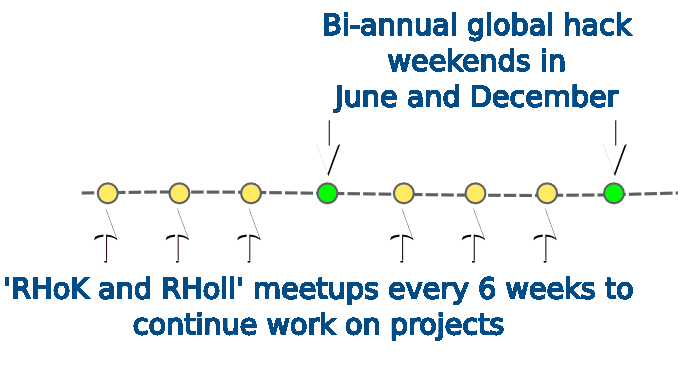 Bi-annual global hack
weekends in
June and December
'RHoK and RHoll' meetups every 6 weeks to
continue work on projects